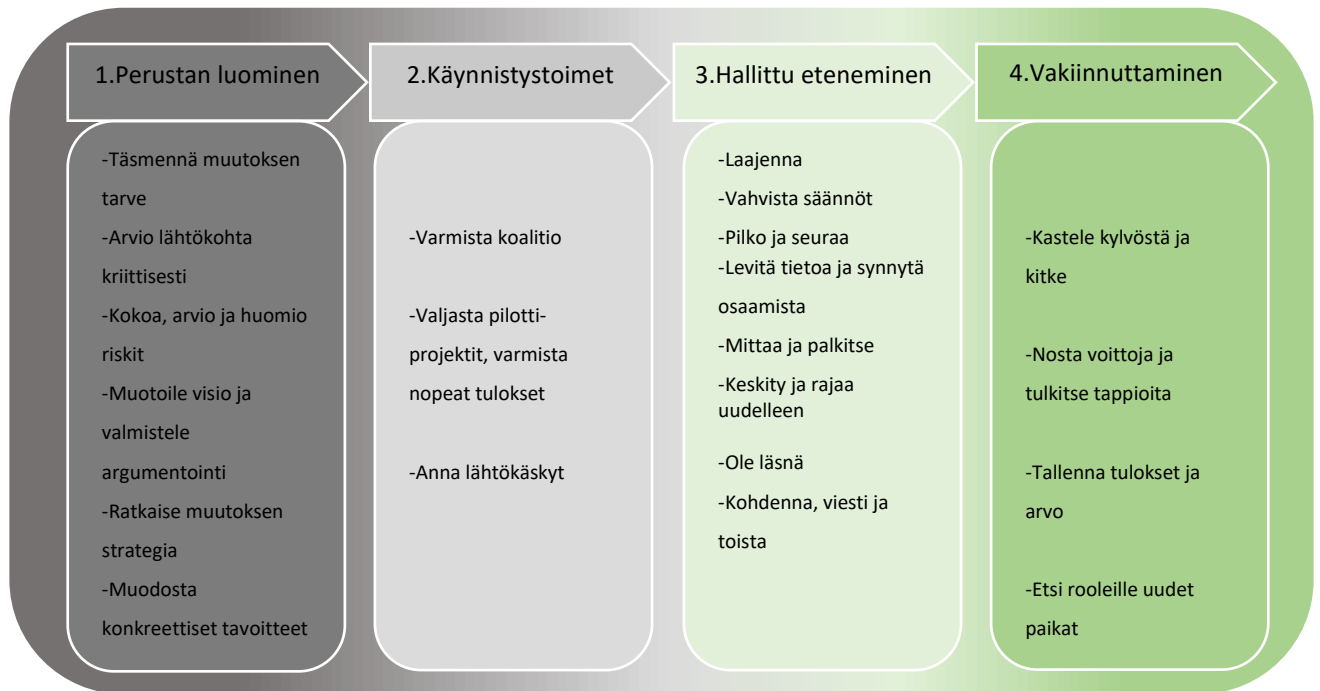 1.Perustan luominen
-Täsmennä muutoksen
tarve
-Arvio lähtökohta
kriittisesti
-Kokoa, arvio ja huomio
riskit
-Muotoile visio ja
valmistele
argumentointi
-Ratkaise muutoksen
strategia
-Muodosta
konkreettiset tavoitteet
2.Käynnistystoimet
-Varmista koalitio
-Valjasta pilotti-
projektit, varmista
nopeat tulokset
-Anna lähtökäskyt
3.Hallittu eteneminen
-Laajenna
-Vahvista säännöt
-Pilko ja seuraa
-Levitä tietoa ja synnytä
osaamista
-Mittaa ja palkitse
-Keskity ja rajaa
uudelleen
-Ole läsnä
-Kohdenna, viesti ja
toista
4.Vakiinnuttaminen
-Kastele kylvöstä ja
kitke
-Nosta voittoja ja
tulkitse tappioita
-Tallenna tulokset ja
arvo
-Etsi rooleille uudet
paikat